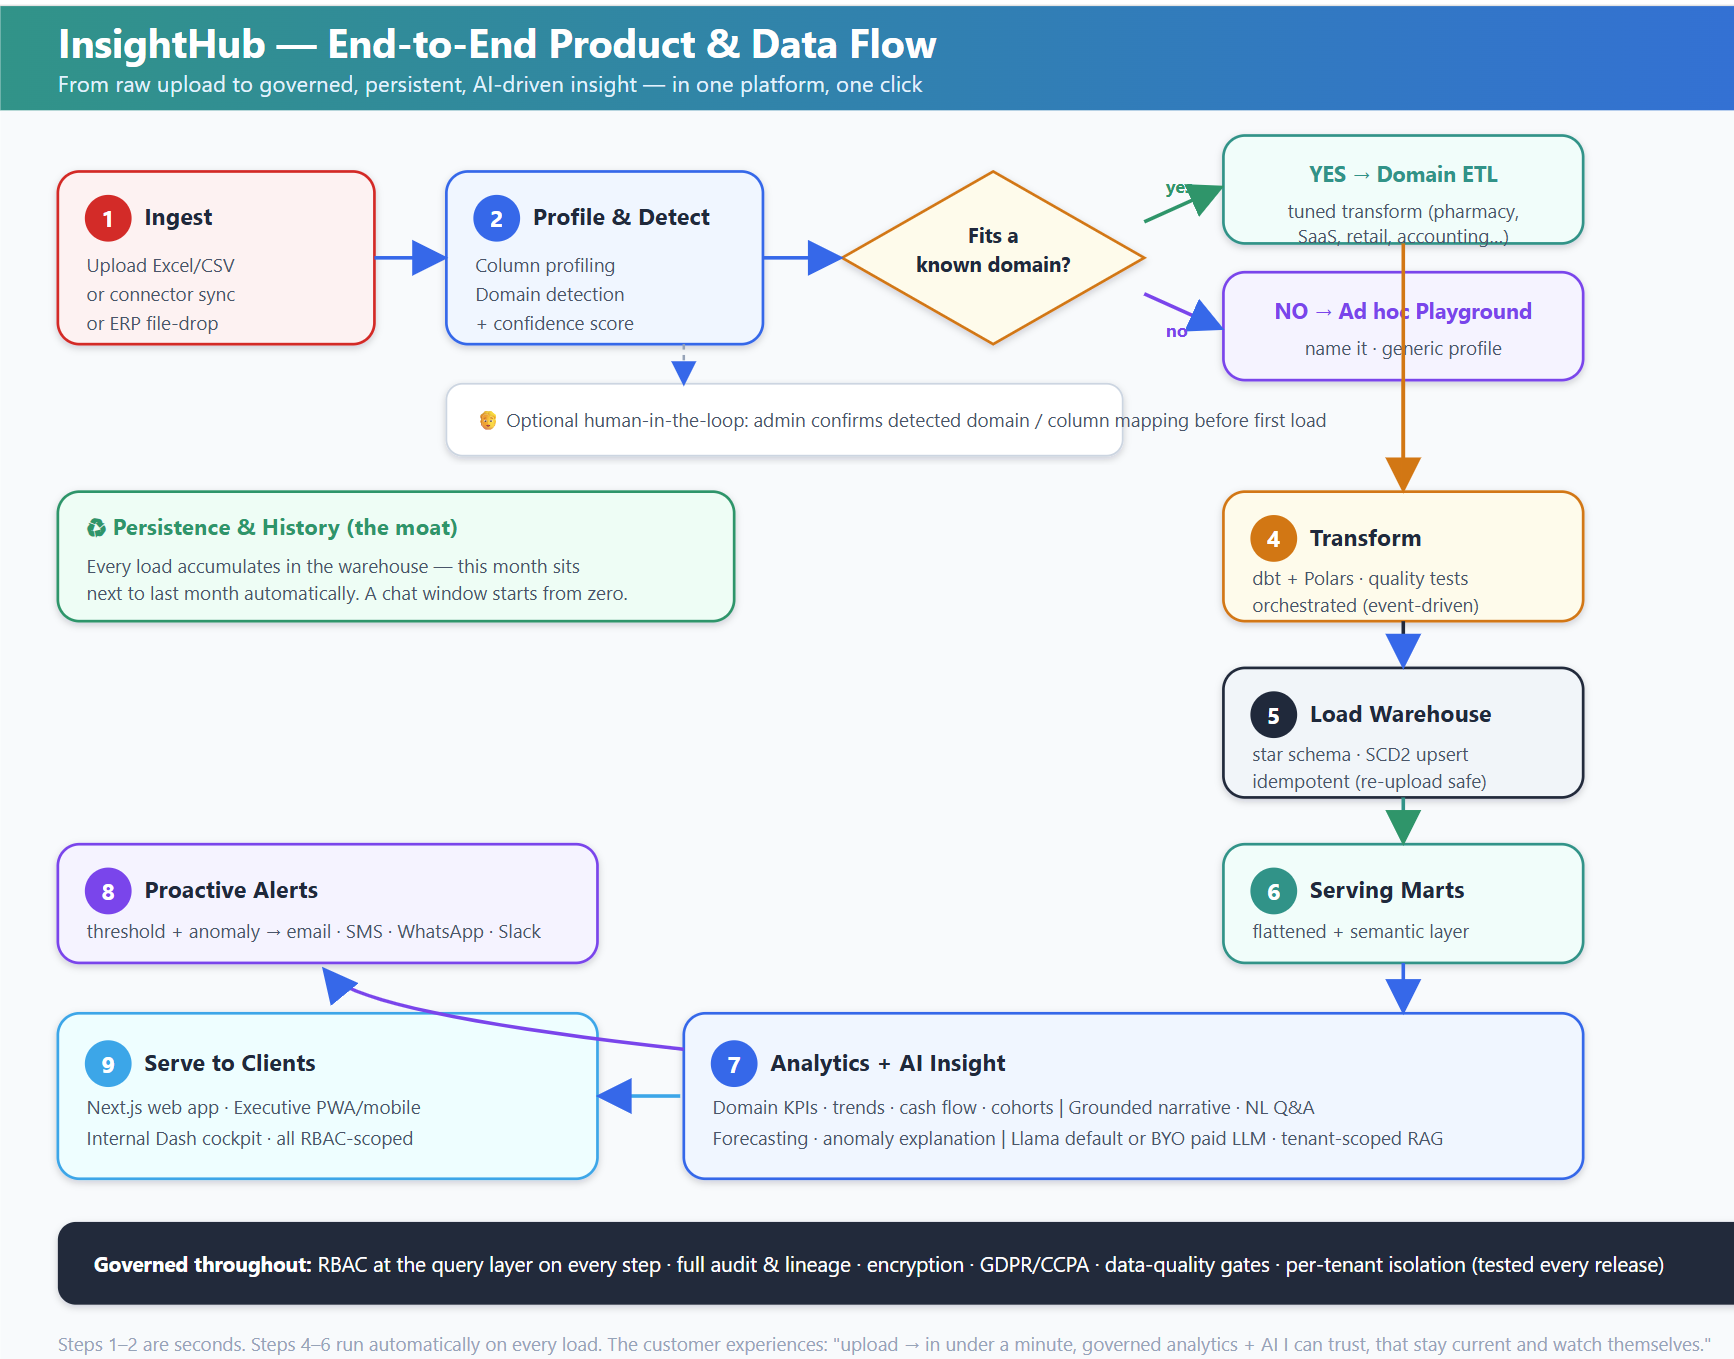 InsightHub — End-to-End Product & Data Flow
From raw upload to governed, persistent, AI-driven insight — in one platform, one click
1 Ingest
Upload Excel/CSV
or connector sync
or ERP file-drop
2 Profile & Detect
Column profiling
Domain detection
+ confidence score
Fits a
known domain?
yes
no
YES → Domain ETL
tuned transform (pharmacy,
SaaS, retail, accounting...)
NO → Ad hoc Playground
name it · generic profile
Optional human-in-the-loop: admin confirms detected domain / column mapping before first load
♻ Persistence & History (the moat)
Every load accumulates in the warehouse — this month sits
next to last month automatically. A chat window starts from zero.
4 Transform
dbt + Polars · quality tests
orchestrated (event-driven)
5 Load Warehouse
star schema · SCD2 upsert
idempotent (re-upload safe)
8 Proactive Alerts
threshold + anomaly → email · SMS · WhatsApp · Slack
6 Serving Marts
flattened + semantic layer
9 Serve to Clients
Next.js web app · Executive PWA/mobile
Internal Dash cockpit · all RBAC-scoped
7 Analytics + AI Insight
Domain KPIs · trends · cash flow · cohorts | Grounded narrative · NL Q&A
Forecasting · anomaly explanation | Llama default or BYO paid LLM · tenant-scoped RAG
Governed throughout: RBAC at the query layer on every step · full audit & lineage · encryption · GDPR/CCPA · data-quality gates · per-tenant isolation (tested every release)
Steps 1–2 are seconds. Steps 4–6 run automatically on every load. The customer experiences: "upload → in under a minute, governed analytics + AI I can trust, that stay current and watch themselves."